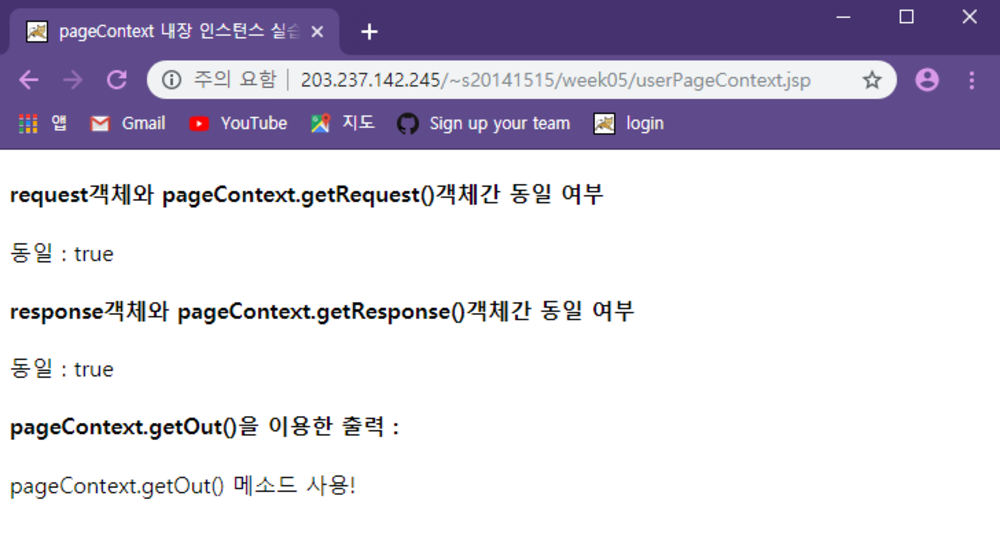 pageContext 내장 인스턴스 실습
주의 요함 | 203.237.142.245/~s20141515/week05/userPageContext.jsp
앱 Gmail YouTube 지도 Sign up your team login
request객체와 pageContext.getRequest()객체간 동일 여부
동일 : true
response객체와 pageContext.getResponse()객체간 동일 여부
동일 : true
pageContext.getOut()을 이용한 출력 :
pageContext.getOut() 메소드 사용!